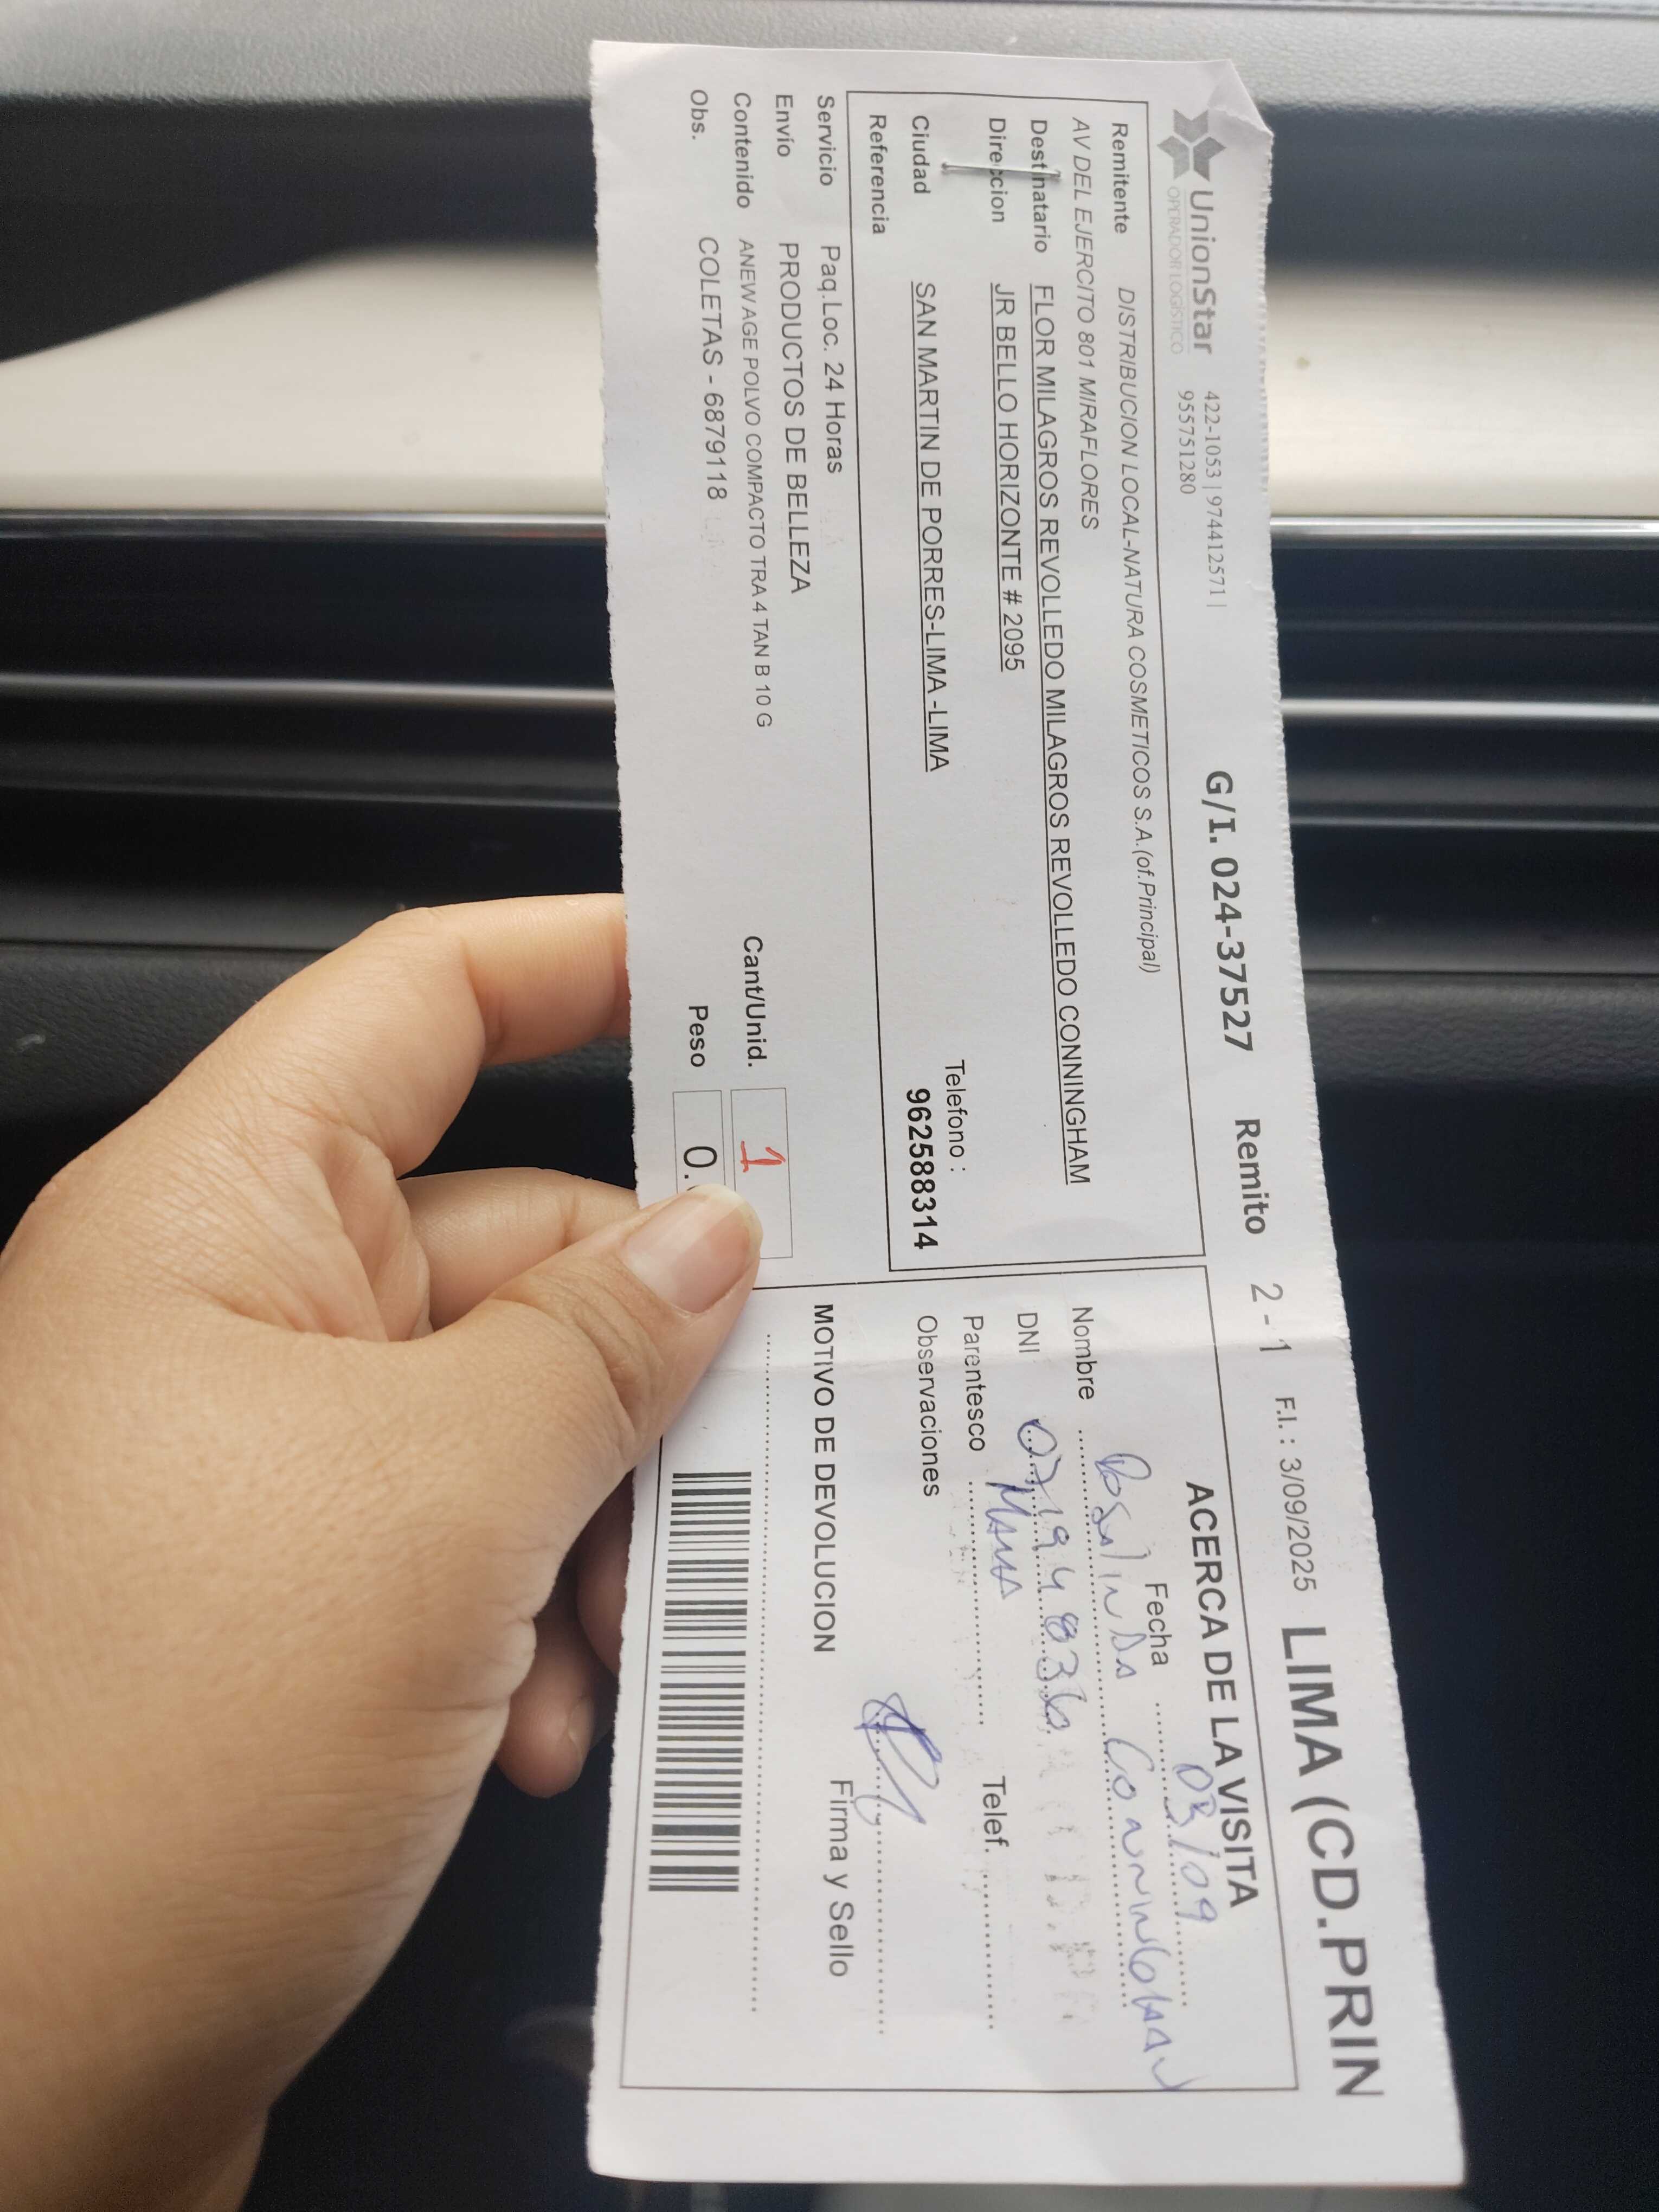 UnionStar
OPERADOR LOGISTICO
422-1053 | 974412571 |
955751280
G/I. 024-37527 Remito 2 - 1 F.I. : 3/09/2025 LIMA (CD.PRIN
Remitente DISTRIBUCION LOCAL-NATURA COSMETICOS S.A.(of.Principal)
AV DEL EJERCITO 801 MIRAFLORES
Destinatario FLOR MILAGROS REVOLLEDO MILAGROS REVOLLEDO CONNINGHAM
Direccion JR BELLO HORIZONTE # 2095
Ciudad SAN MARTIN DE PORRES-LIMA -LIMA
Telefono :
962588314
Referencia
Servicio Paq.Loc. 24 Horas
Envío PRODUCTOS DE BELLEZA
Contenido ANEW AGE POLVO COMPACTO TRA 4 TAN B 10 G
Cant/Unid. 1
Obs. COLETAS - 6879118
Peso 0.
ACERCA DE LA VISITA
Fecha 03/09
Nombre Rosalinda Conningham
DNI
Parentesco MAMA Telef.
Observaciones
Firma y Sello
MOTIVO DE DEVOLUCION